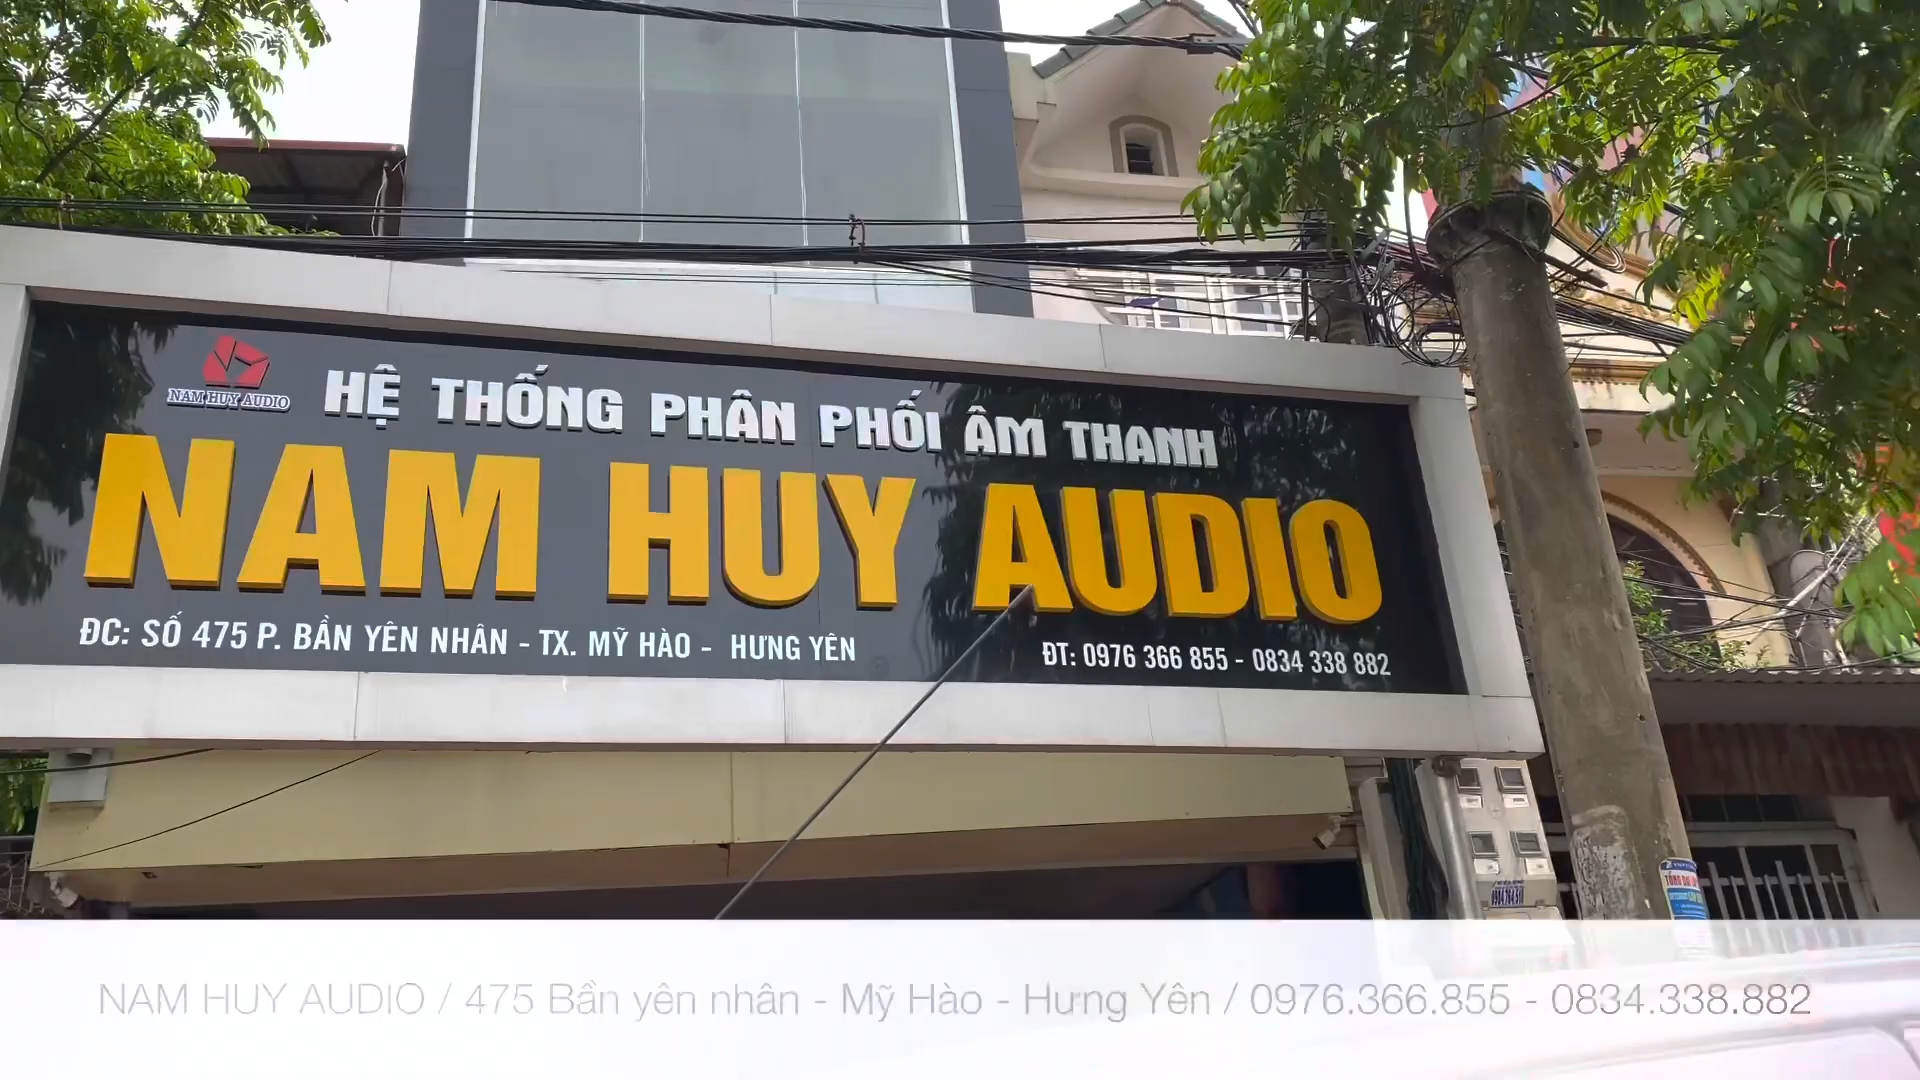 NAM HUY AUDIO
HỆ THỐNG PHÂN PHỐI ÂM THANH
NAM HUY AUDIO
ĐC: SỐ 475 P. BẦN YÊN NHÂN - TX. MỸ HÀO - HƯNG YÊN
ĐT: 0976 366 855 - 0834 338 882
NAM HUY AUDIO / 475 Bần yên nhân - Mỹ Hào - Hưng Yên / 0976.366.855 - 0834.338.882